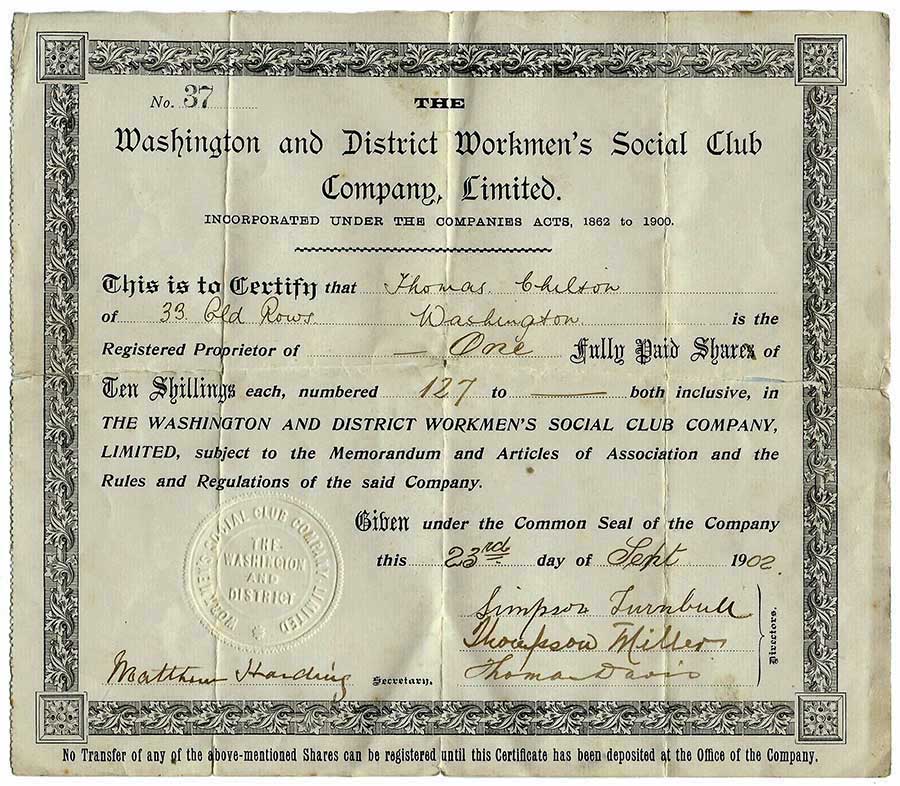 No. 37
THE
Washington and District Workmen's Social Club
Company, Limited.
INCORPORATED UNDER THE COMPANIES ACTS, 1862 to 1900.
This is to Certify that Thomas Chilton
of 33 Old Rows. Washington is the
Registered Proprietor of — One Fully Paid Shares of
Ten Shillings each, numbered 127 to — both inclusive, in
THE WASHINGTON AND DISTRICT WORKMEN'S SOCIAL CLUB COMPANY,
LIMITED, subject to the Memorandum and Articles of Association and the
Rules and Regulations of the said Company.
Given under the Common Seal of the Company
this 23rd day of Sept 1902.
WORKMEN'S SOCIAL CLUB COMPANY LIMITED
THE
WASHINGTON
AND
DISTRICT
Simpson Turnbull
Thompson Miller
Thomas Davis
Directors.
Matthew Harding Secretary.
No Transfer of any of the above-mentioned Shares can be registered until this Certificate has been deposited at the Office of the Company.